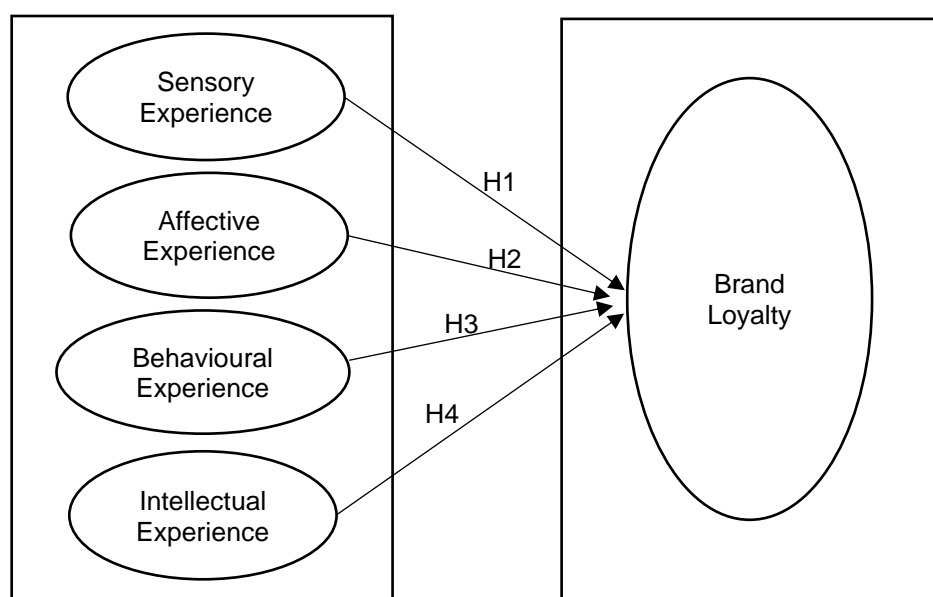 Sensory
Experience
H1
Affective
Experience
H2
Brand
Loyalty
H3
Behavioural
Experience
H4
Intellectual
Experience